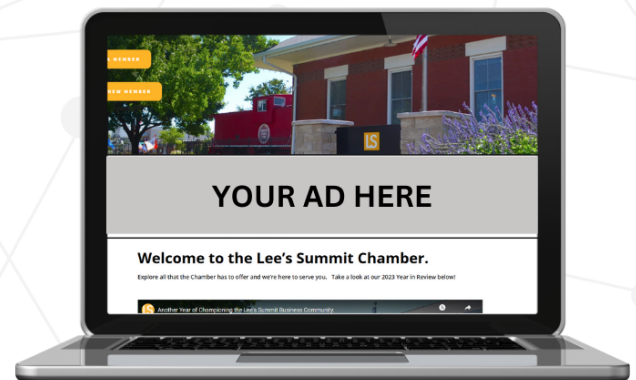 MEMBER
EW MEMBER
LS
YOUR AD HERE
Welcome to the Lee's Summit Chamber.
Explore all that the Chamber has to offer and we're here to serve you. Take a look at our 2023 Year in Review below!
LS Another Year of Championing the Lee's Summit Business Community